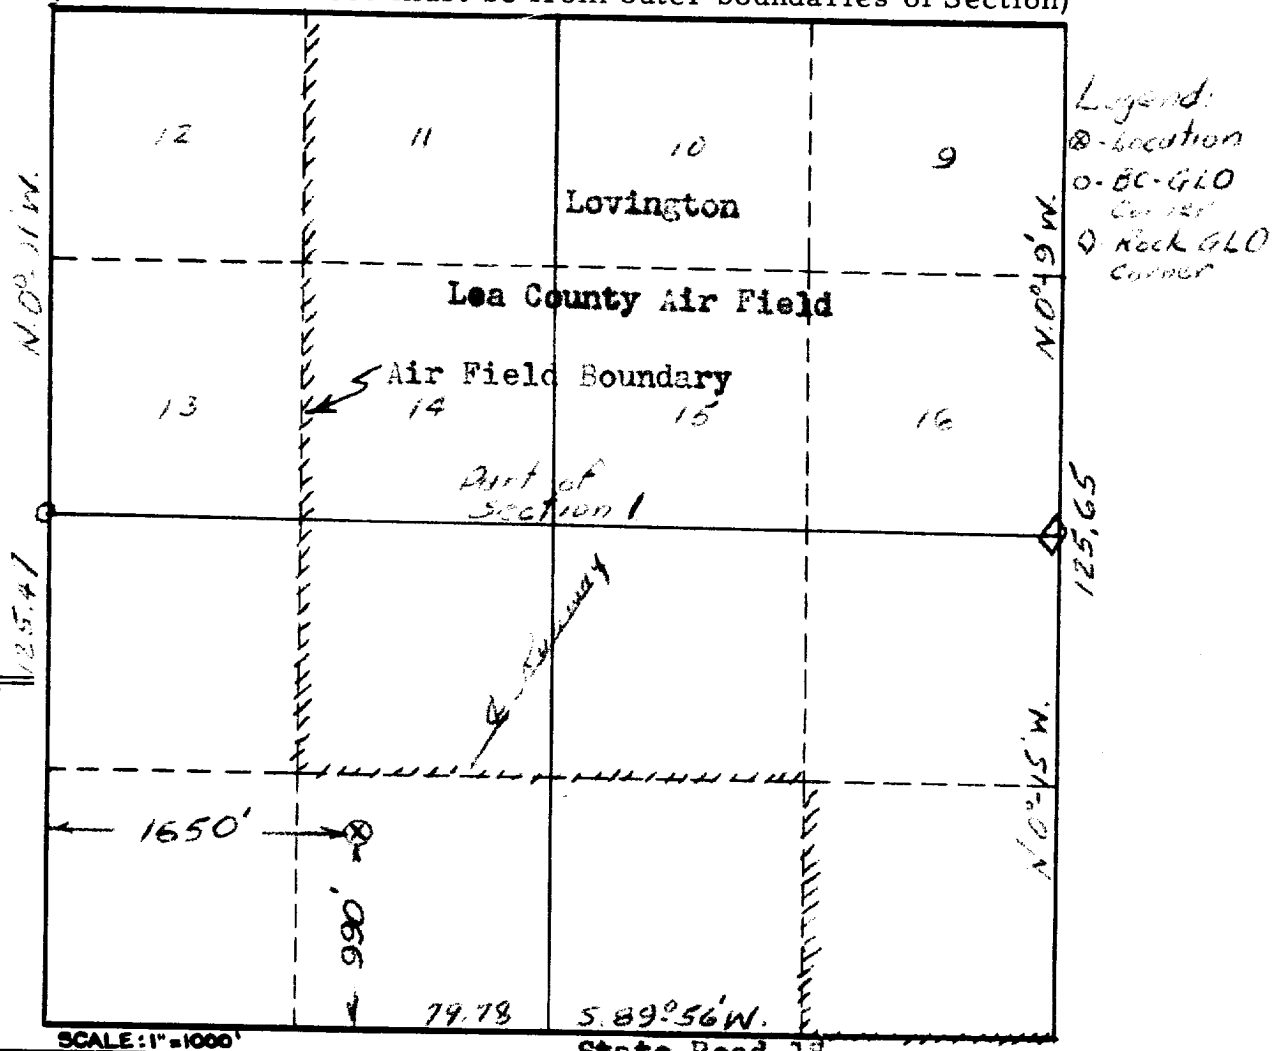 must be from outer boundaries of Section)
Legend:
⊗-Location
o-BC-GLO
Corner
◇ Rock GLO
Corner
12
11
10
9
Lovington
N.0°-11'W.
N.0°-9'W.
Lea County Air Field
Air Field Boundary
13
14
15
16
Part of
Section 1
125.41
125.65
Runway
N.0°-15'W.
1650'
990'
79.78 S.89°56'W.
SCALE: 1"=1000'
State Road 18